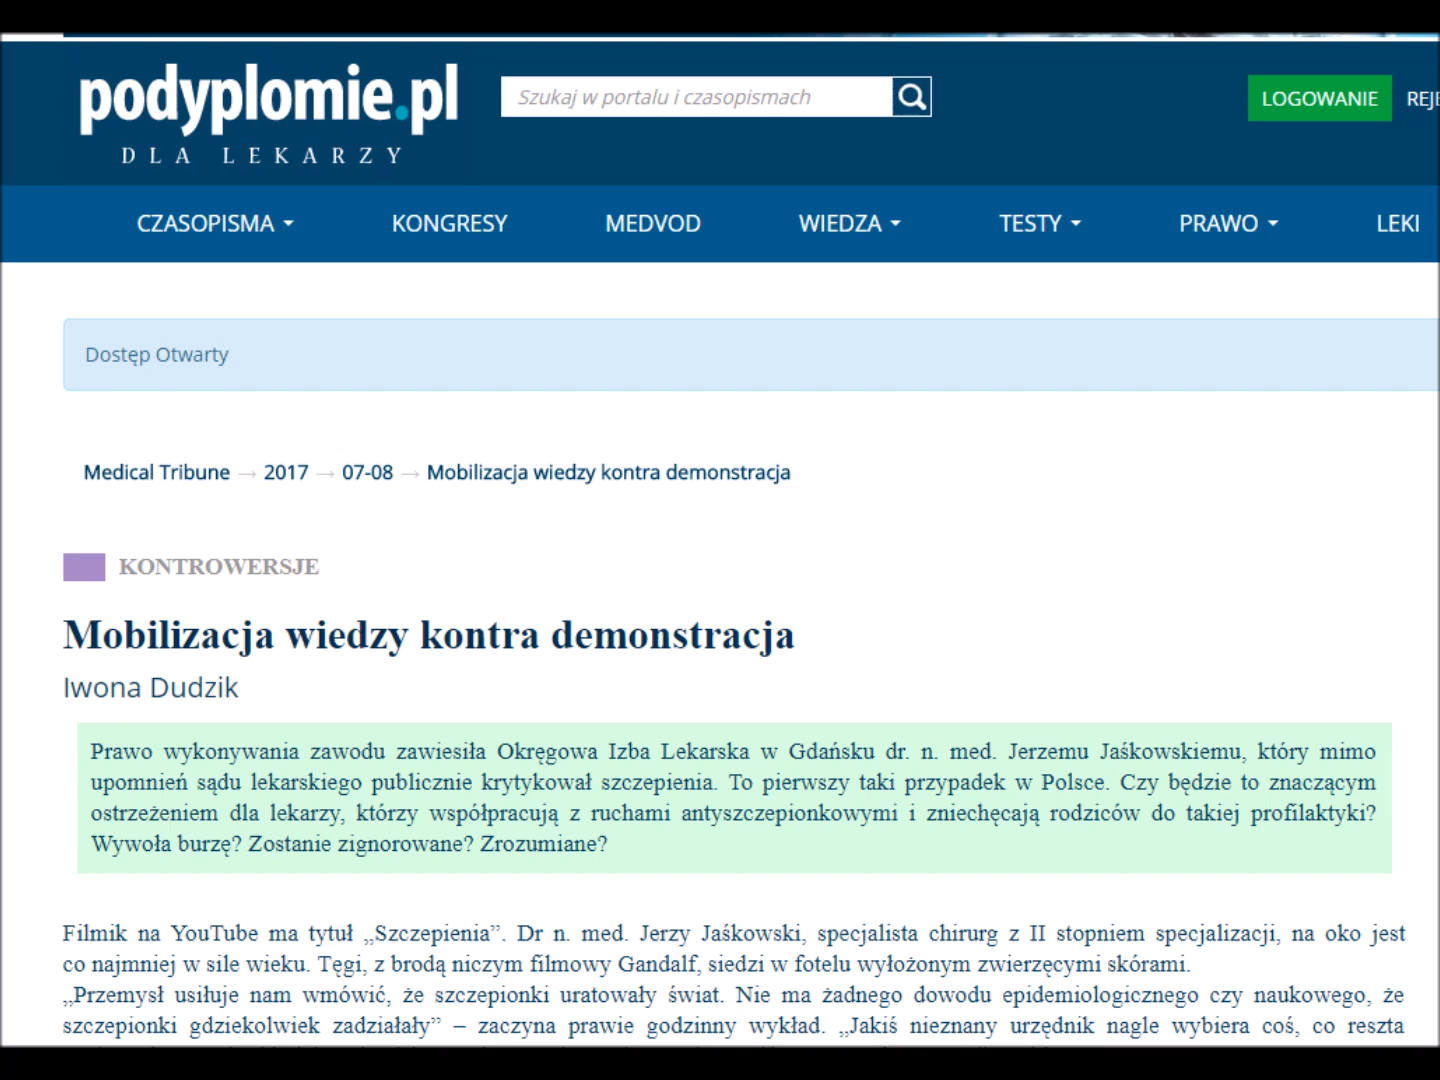 podyplomie.pl
DLA LEKARZY
Szukaj w portalu i czasopismach
LOGOWANIE
CZASOPISMA KONGRESY MEDVOD WIEDZA TESTY PRAWO LEKI
Dostęp Otwarty
Medical Tribune → 2017 → 07-08 → Mobilizacja wiedzy kontra demonstracja
KONTROWERSJE
Mobilizacja wiedzy kontra demonstracja
Iwona Dudzik
Prawo wykonywania zawodu zawiesiła Okręgowa Izba Lekarska w Gdańsku dr. n. med. Jerzemu Jaśkowskiemu, który mimo
upomnień sądu lekarskiego publicznie krytykował szczepienia. To pierwszy taki przypadek w Polsce. Czy będzie to znaczącym
ostrzeżeniem dla lekarzy, którzy współpracują z ruchami antyszczepionkowymi i zniechęcają rodziców do takiej profilaktyki?
Wywoła burzę? Zostanie zignorowane? Zrozumiane?
Filmik na YouTube ma tytuł „Szczepienia”. Dr n. med. Jerzy Jaśkowski, specjalista chirurg z II stopniem specjalizacji, na oko jest
co najmniej w sile wieku. Tęgi, z brodą niczym filmowy Gandalf, siedzi w fotelu wyłożonym zwierzęcymi skórami.
„Przemysł usiłuje nam wmówić, że szczepionki uratowały świat. Nie ma żadnego dowodu epidemiologicznego czy naukowego, że
szczepionki gdziekolwiek zadziałały” – zaczyna prawie godzinny wykład. „Jakiś nieznany urzędnik nagle wybiera coś, co reszta